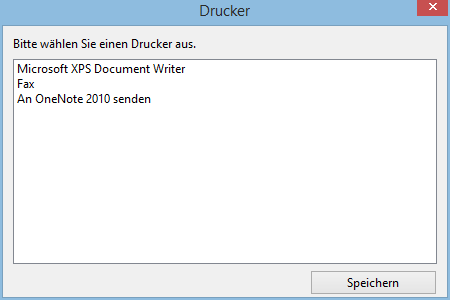 Drucker
Bitte wählen Sie einen Drucker aus.
Microsoft XPS Document Writer
Fax
An OneNote 2010 senden
Speichern